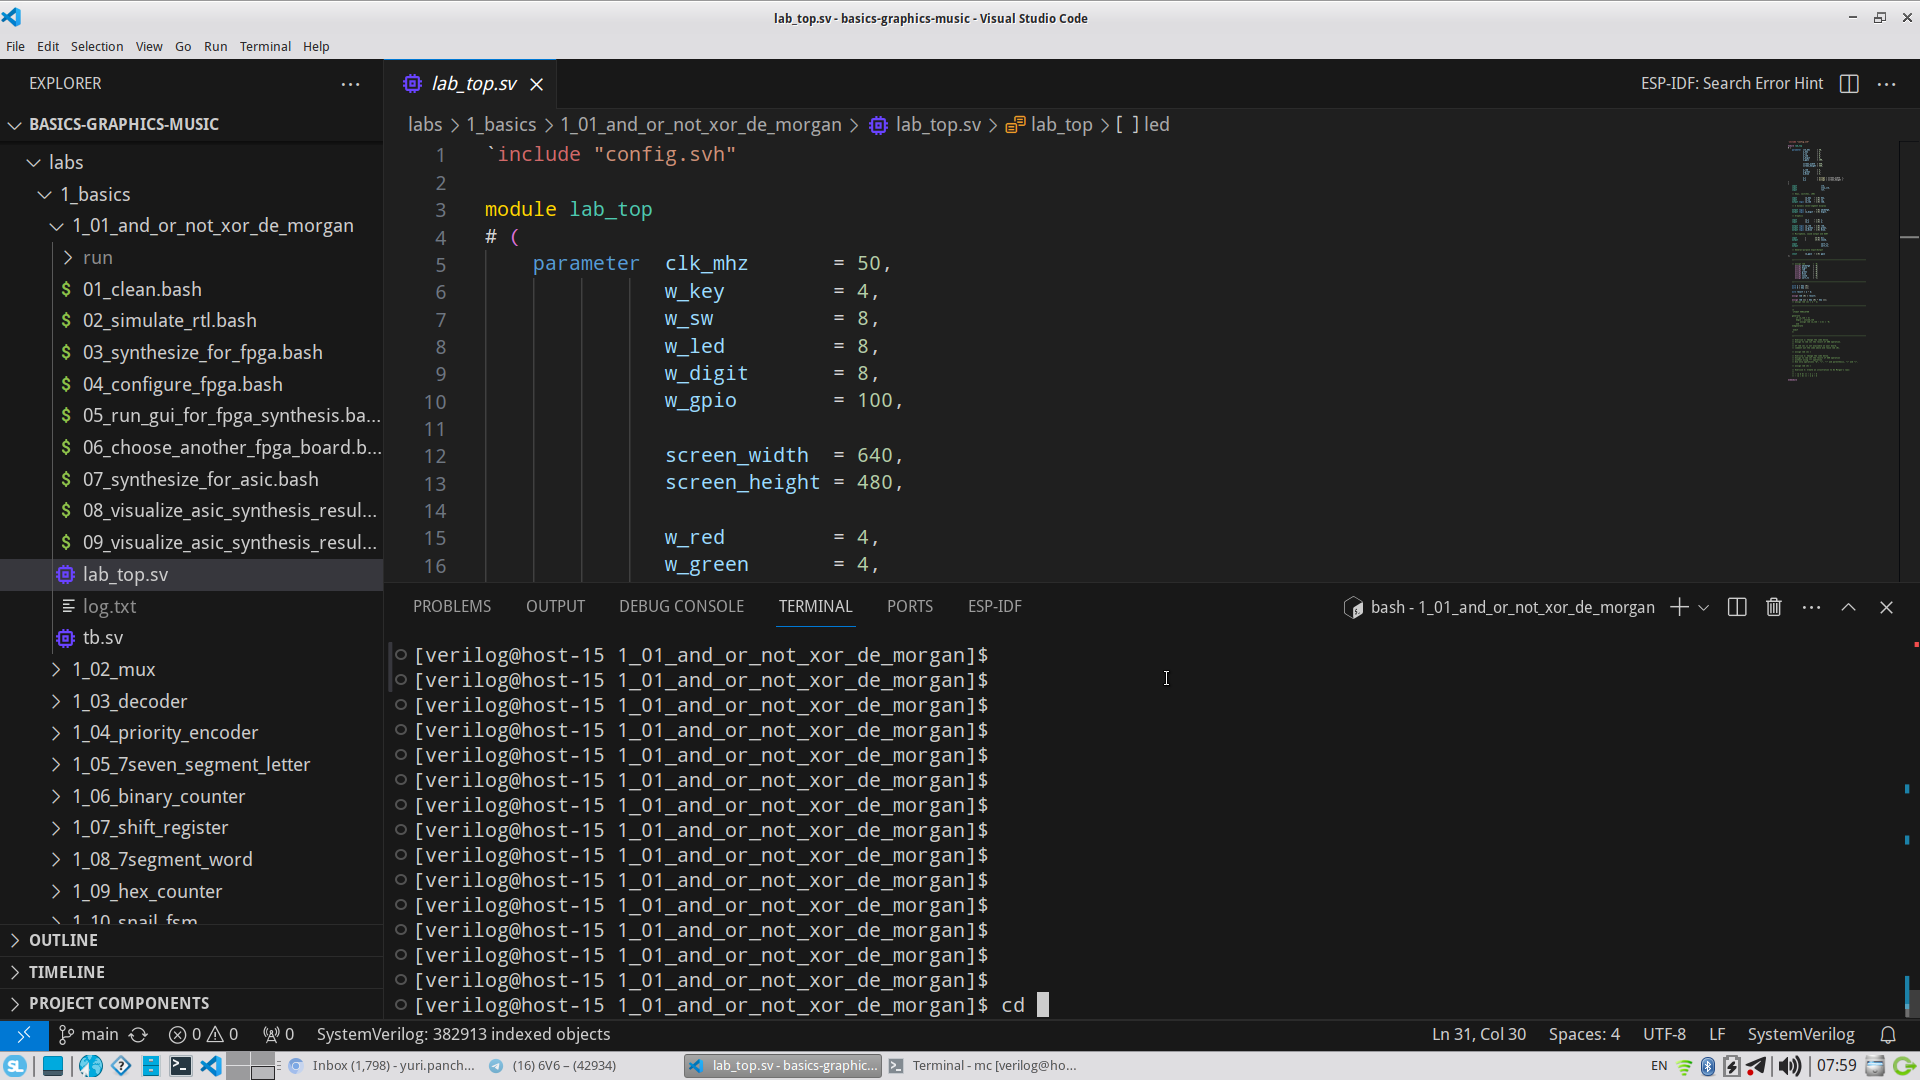 lab_top.sv - basics-graphics-music - Visual Studio Code
File Edit Selection View Go Run Terminal Help
EXPLORER
BASICS-GRAPHICS-MUSIC
labs
1_basics
1_01_and_or_not_xor_de_morgan
run
$ 01_clean.bash
$ 02_simulate_rtl.bash
$ 03_synthesize_for_fpga.bash
$ 04_configure_fpga.bash
$ 05_run_gui_for_fpga_synthesis.ba...
$ 06_choose_another_fpga_board.b...
$ 07_synthesize_for_asic.bash
$ 08_visualize_asic_synthesis_resul...
$ 09_visualize_asic_synthesis_resul...
lab_top.sv
log.txt
tb.sv
1_02_mux
1_03_decoder
1_04_priority_encoder
1_05_7seven_segment_letter
1_06_binary_counter
1_07_shift_register
1_08_7segment_word
1_09_hex_counter
1_10_snail_fsm
OUTLINE
TIMELINE
PROJECT COMPONENTS
lab_top.sv
ESP-IDF: Search Error Hint
labs > 1_basics > 1_01_and_or_not_xor_de_morgan > lab_top.sv > lab_top > [ ] led
1 `include "config.svh"
2
3 module lab_top
4 # (
5 parameter clk_mhz = 50,
6 w_key = 4,
7 w_sw = 8,
8 w_led = 8,
9 w_digit = 8,
10 w_gpio = 100,
11
12 screen_width = 640,
13 screen_height = 480,
14
15 w_red = 4,
16 w_green = 4,
PROBLEMS OUTPUT DEBUG CONSOLE TERMINAL PORTS ESP-IDF
bash - 1_01_and_or_not_xor_de_morgan
[verilog@host-15 1_01_and_or_not_xor_de_morgan]$
[verilog@host-15 1_01_and_or_not_xor_de_morgan]$
[verilog@host-15 1_01_and_or_not_xor_de_morgan]$
[verilog@host-15 1_01_and_or_not_xor_de_morgan]$
[verilog@host-15 1_01_and_or_not_xor_de_morgan]$
[verilog@host-15 1_01_and_or_not_xor_de_morgan]$
[verilog@host-15 1_01_and_or_not_xor_de_morgan]$
[verilog@host-15 1_01_and_or_not_xor_de_morgan]$
[verilog@host-15 1_01_and_or_not_xor_de_morgan]$
[verilog@host-15 1_01_and_or_not_xor_de_morgan]$
[verilog@host-15 1_01_and_or_not_xor_de_morgan]$
[verilog@host-15 1_01_and_or_not_xor_de_morgan]$
[verilog@host-15 1_01_and_or_not_xor_de_morgan]$
[verilog@host-15 1_01_and_or_not_xor_de_morgan]$
[verilog@host-15 1_01_and_or_not_xor_de_morgan]$ cd
main 0 0 0 SystemVerilog: 382913 indexed objects
Ln 31, Col 30 Spaces: 4 UTF-8 LF SystemVerilog
SL
Inbox (1,798) - yuri.panch...
(16) 6V6 – (42934)
lab_top.sv - basics-graphic...
Terminal - mc [verilog@ho...
EN 07:59